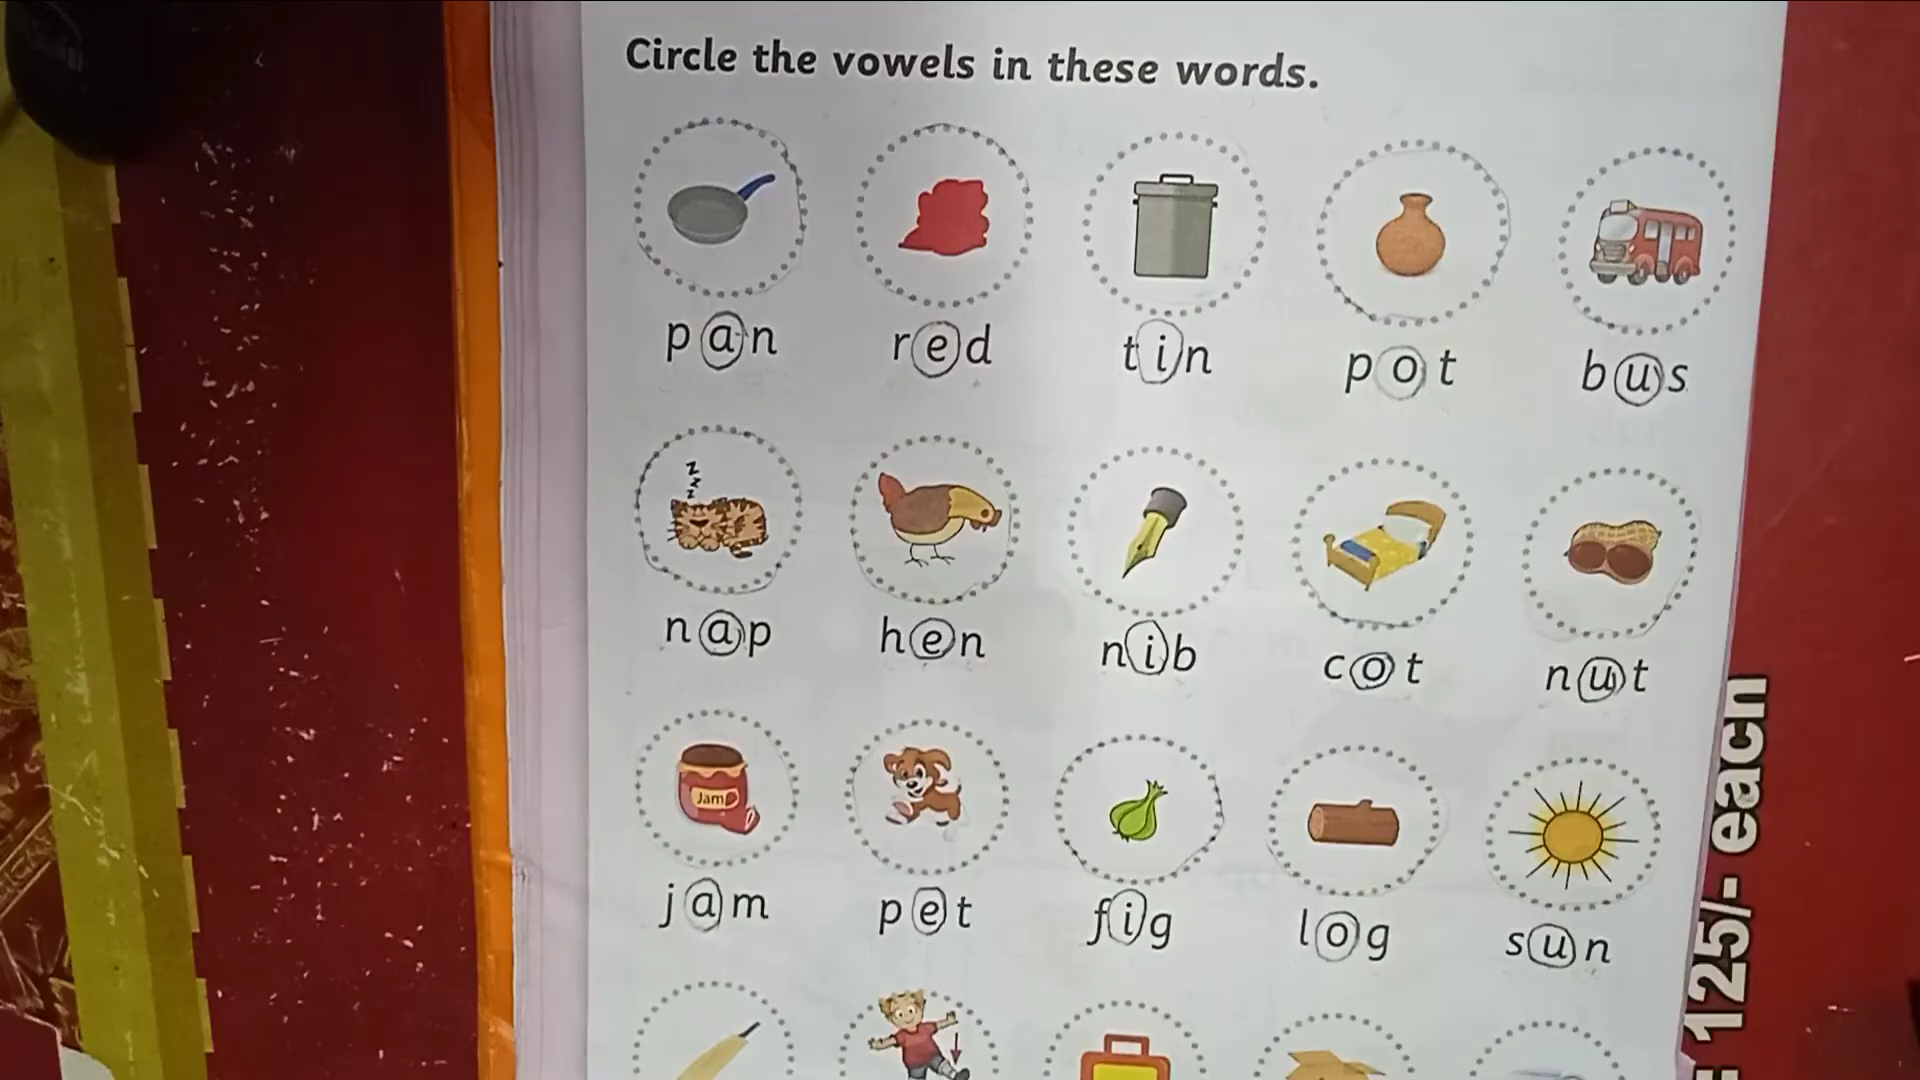 Circle the vowels in these words.
pan red tin pot bus
z
z
z
nap hen nib cot nut
Jam
jam pet fig log sun
125/- each